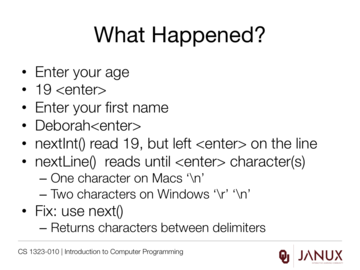 What Happened?
• Enter your age
• 19 <enter>
• Enter your first name
• Deborah<enter>
• nextInt() read 19, but left <enter> on the line
• nextLine()  reads until <enter> character(s)
– One character on Macs ‘\n’
– Two characters on Windows ‘\r’ ‘\n’
• Fix: use next()
– Returns characters between delimiters
CS 1323-010 | Introduction to Computer Programming
JANUX